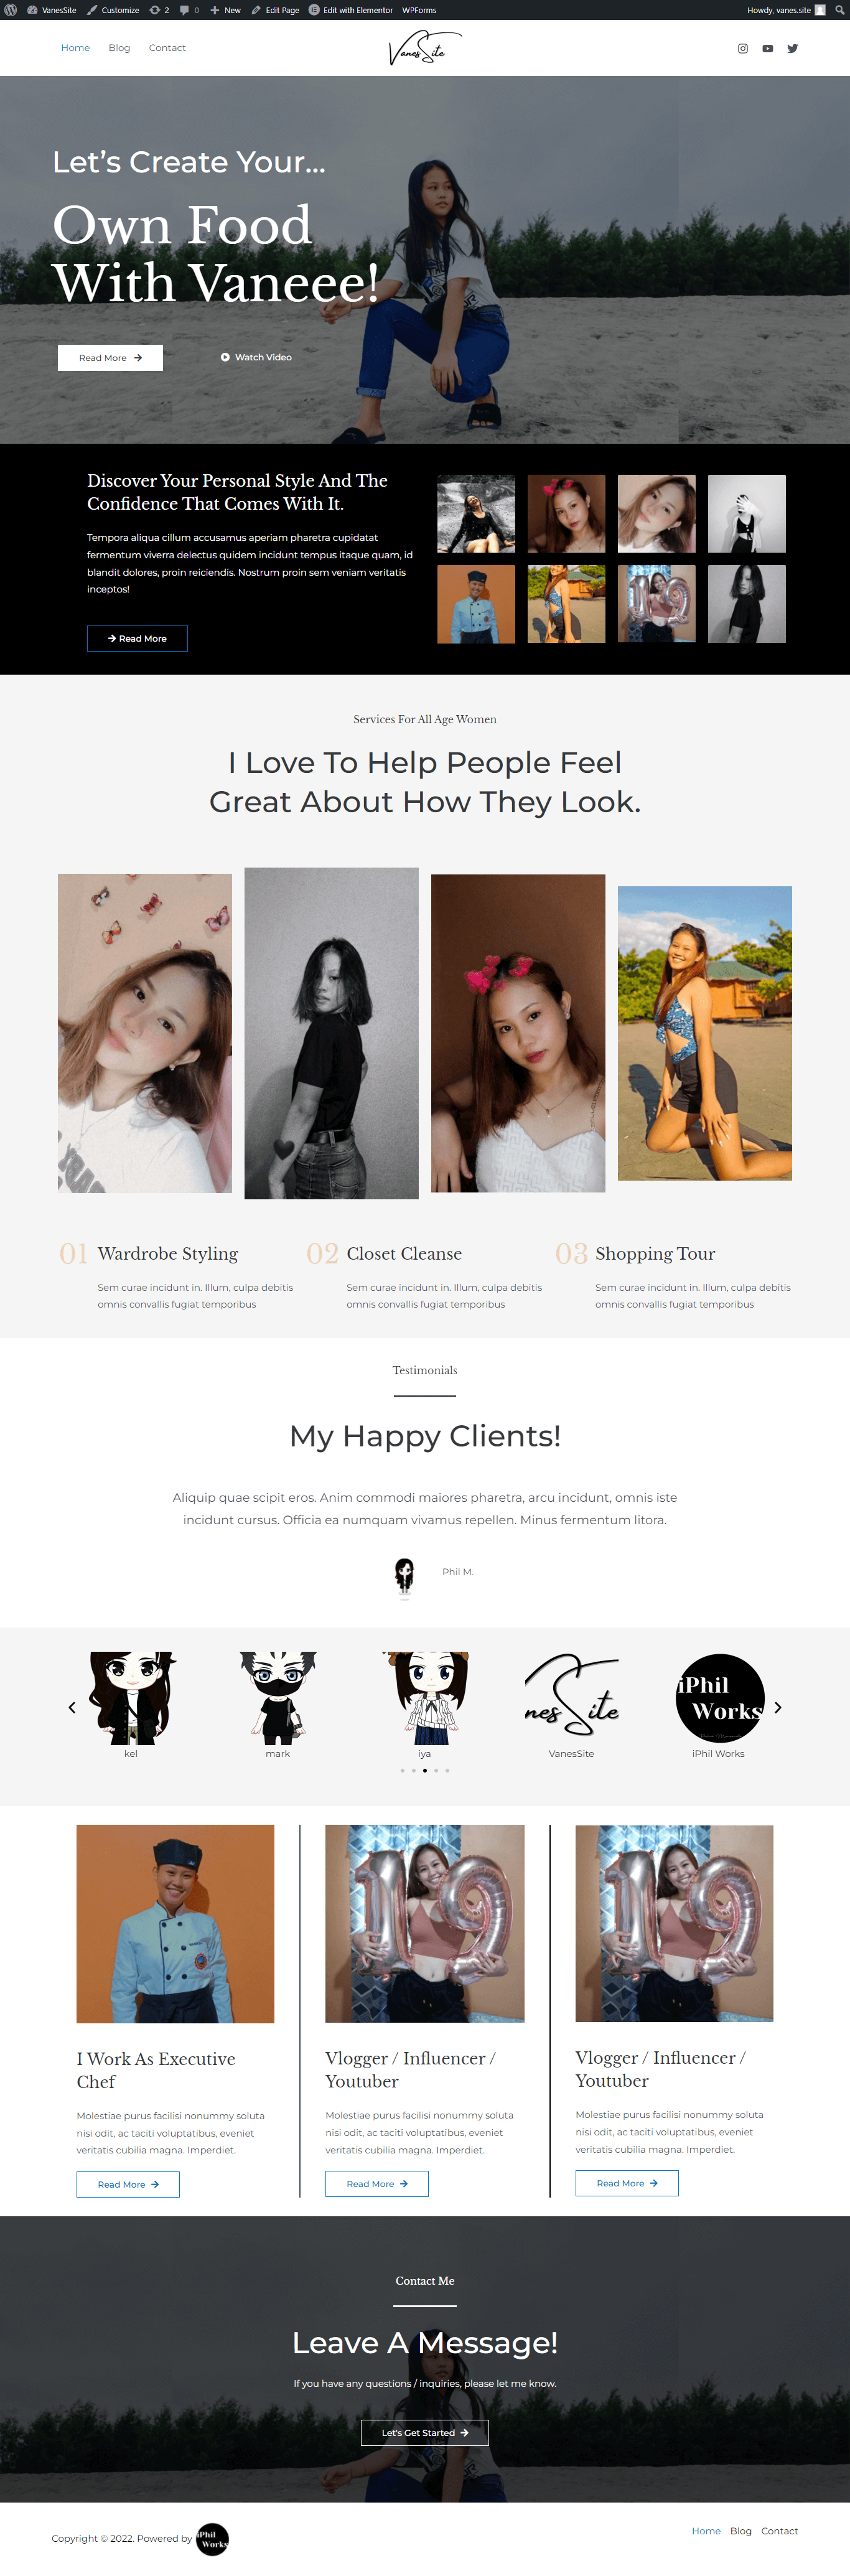 VanesSite Customize 2 0 New Edit Page Edit with Elementor WPForms Howdy, vanes.site
Home Blog Contact
VanesSite
Let’s Create Your...
Own Food
With Vaneee!
Read More
Watch Video
Discover Your Personal Style And The
Confidence That Comes With It.
Tempora aliqua cillum accusamus aperiam pharetra cupidatat
fermentum viverra delectus quidem incidunt tempus itaque quam, id
blandit dolores, proin reiciendis. Nostrum proin sem veniam veritatis
inceptos!
Read More
Services For All Age Women
I Love To Help People Feel
Great About How They Look.
01 Wardrobe Styling
Sem curae incidunt in. Illum, culpa debitis
omnis convallis fugiat temporibus
02 Closet Cleanse
Sem curae incidunt in. Illum, culpa debitis
omnis convallis fugiat temporibus
03 Shopping Tour
Sem curae incidunt in. Illum, culpa debitis
omnis convallis fugiat temporibus
Testimonials
My Happy Clients!
Aliquip quae scipit eros. Anim commodi maiores pharetra, arcu incidunt, omnis iste
incidunt cursus. Officia ea numquam vivamus repellen. Minus fermentum litora.
Phil M.
nesSite
iPhil
Works
kel
mark
iya
VanesSite
iPhil Works
I Work As Executive
Chef
Molestiae purus facilisi nonummy soluta
nisi odit, ac taciti voluptatibus, eveniet
veritatis cubilia magna. Imperdiet.
Read More
Vlogger / Influencer /
Youtuber
Molestiae purus facilisi nonummy soluta
nisi odit, ac taciti voluptatibus, eveniet
veritatis cubilia magna. Imperdiet.
Read More
Vlogger / Influencer /
Youtuber
Molestiae purus facilisi nonummy soluta
nisi odit, ac taciti voluptatibus, eveniet
veritatis cubilia magna. Imperdiet.
Read More
Contact Me
Leave A Message!
If you have any questions / inquiries, please let me know.
Let's Get Started
Copyright © 2022. Powered by
iPhil
Works
Home Blog Contact